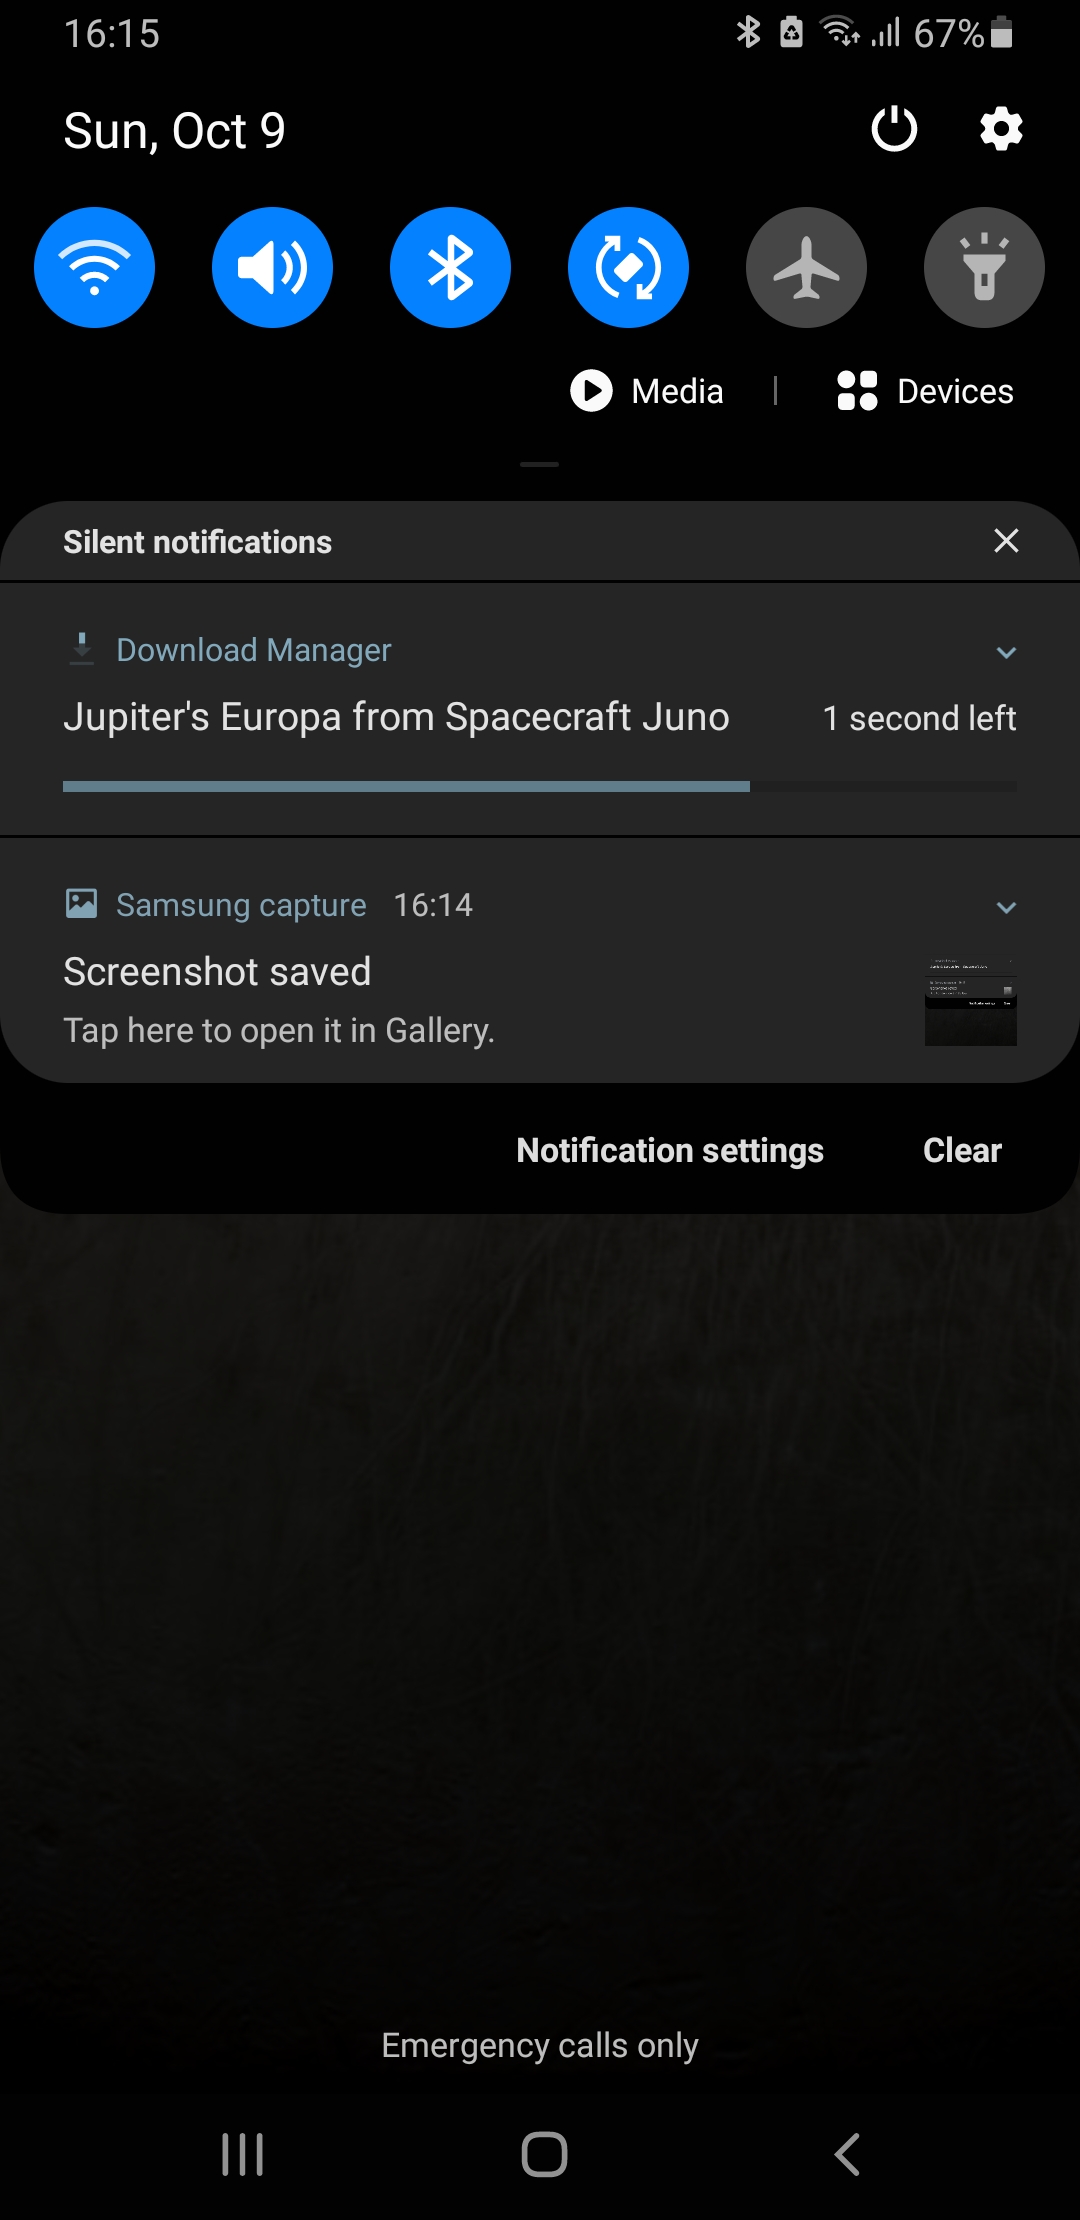 16:15 67%
Sun, Oct 9
Media | Devices
Silent notifications
Download Manager
Jupiter's Europa from Spacecraft Juno 1 second left
Samsung capture 16:14
Screenshot saved
Tap here to open it in Gallery.
Notification settings Clear
Emergency calls only